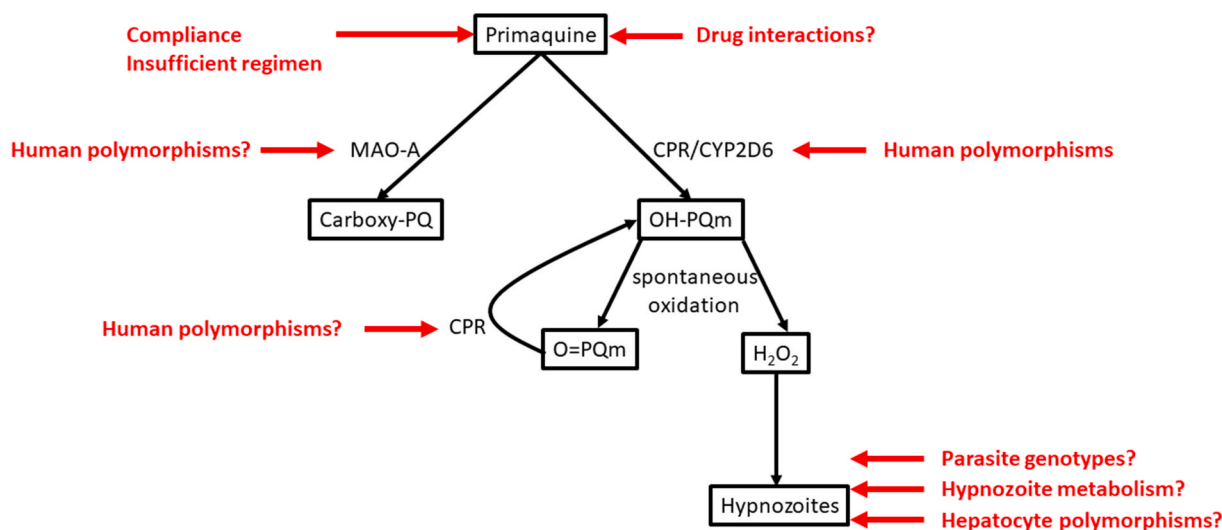 Compliance
Insufficient regimen
Primaquine
Drug interactions?
Human polymorphisms?
MAO-A
CPR/CYP2D6
Human polymorphisms
Carboxy-PQ
OH-PQm
spontaneous
oxidation
Human polymorphisms?
CPR
O=PQm
H₂O₂
Parasite genotypes?
Hypnozoite metabolism?
Hypnozoites
Hepatocyte polymorphisms?